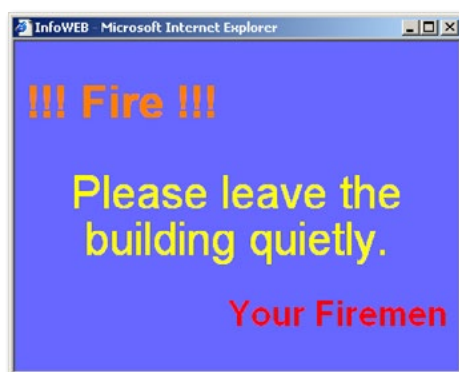 InfoWEB - Microsoft Internet Explorer
!!! Fire !!!
Please leave the
building quietly.
Your Firemen